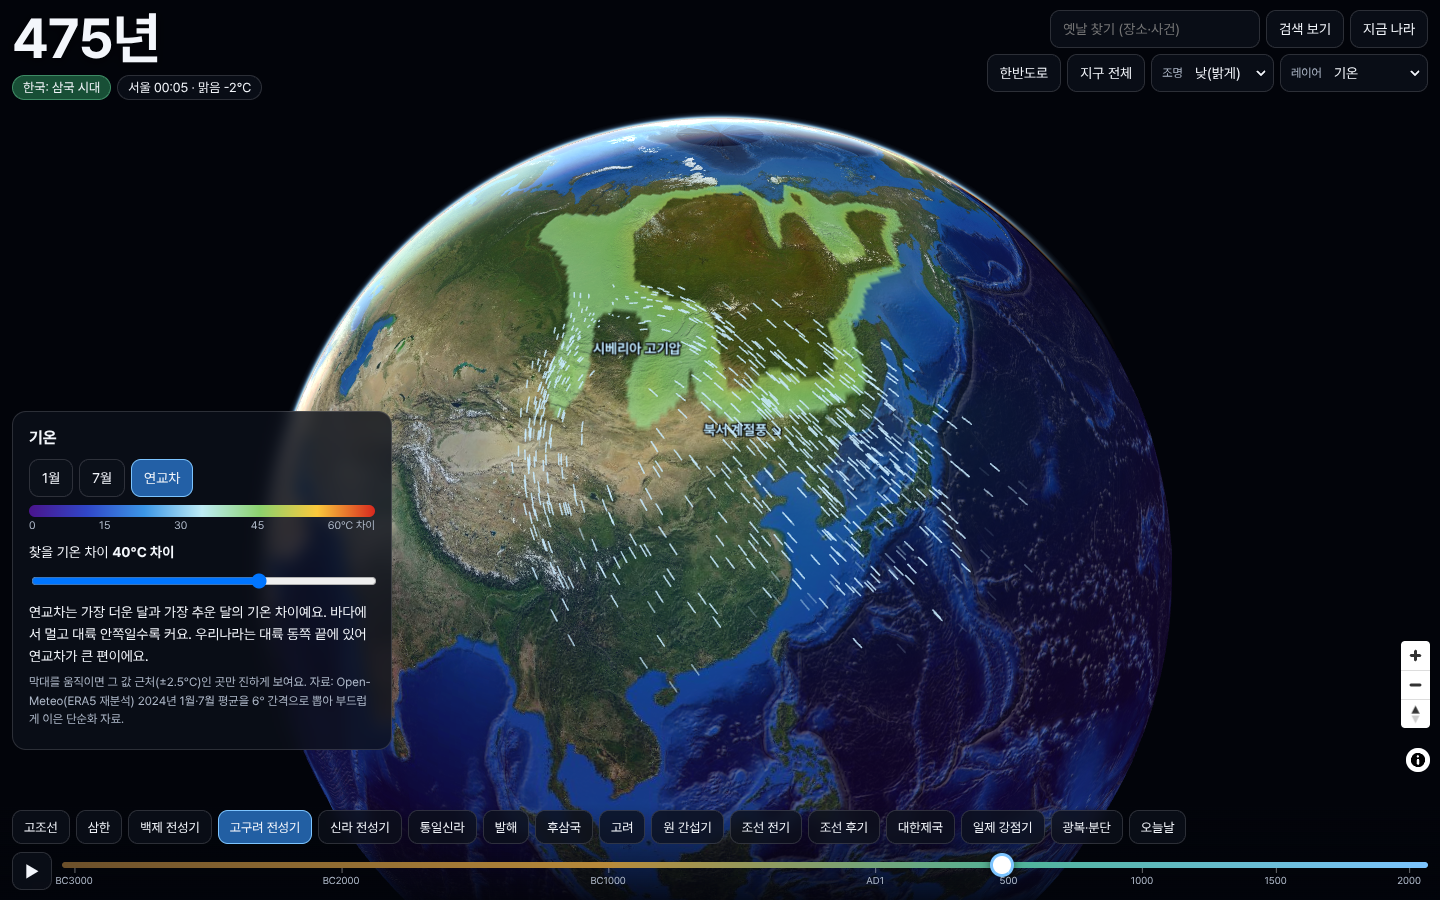 475년
한국: 삼국 시대
서울 00:05 · 맑음 -2°C
옛날 찾기 (장소·사건)
검색 보기
지금 나라
한반도로
지구 전체
조명 낮(밝게)
레이어 기온
시베리아 고기압
북서 계절풍 ↘
기온
1월
7월
연교차
0 15 30 45 60°C 차이
찾을 기온 차이 40°C 차이
연교차는 가장 더운 달과 가장 추운 달의 기온 차이예요. 바다에
서 멀고 대륙 안쪽일수록 커요. 우리나라는 대륙 동쪽 끝에 있어
연교차가 큰 편이에요.
막대를 움직이면 그 값 근처(±2.5°C)인 곳만 진하게 보여요. 자료: Open-
Meteo(ERA5 재분석) 2024년 1월·7월 평균을 6° 간격으로 뽑아 부드럽
게 이은 단순화 자료.
고조선
삼한
백제 전성기
고구려 전성기
신라 전성기
통일신라
발해
후삼국
고려
원 간섭기
조선 전기
조선 후기
대한제국
일제 강점기
광복·분단
오늘날
BC3000 BC2000 BC1000 AD1 500 1000 1500 2000